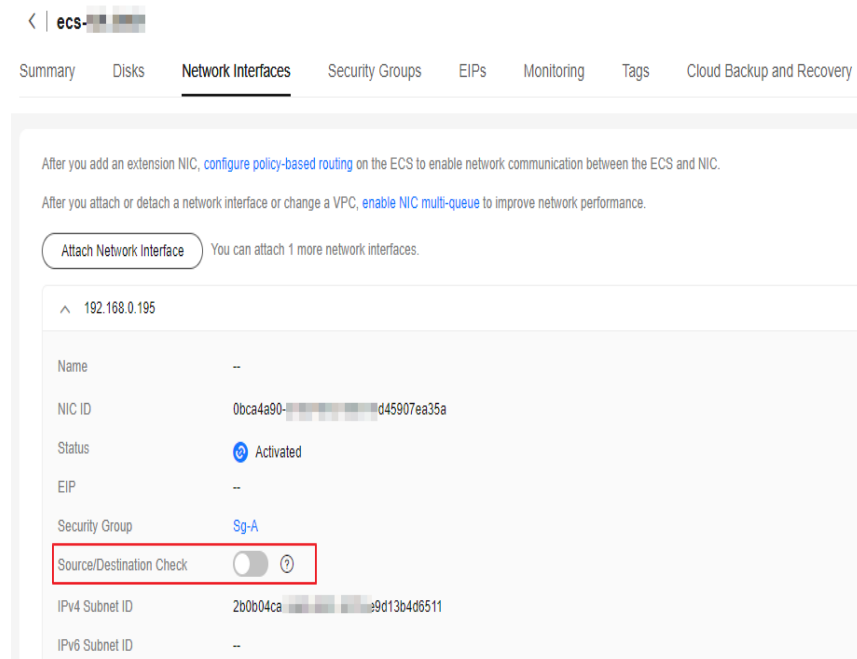 ecs-
Summary Disks Network Interfaces Security Groups EIPs Monitoring Tags Cloud Backup and Recovery
After you add an extension NIC, configure policy-based routing on the ECS to enable network communication between the ECS and NIC.
After you attach or detach a network interface or change a VPC, enable NIC multi-queue to improve network performance.
Attach Network Interface You can attach 1 more network interfaces.
192.168.0.195
Name --
NIC ID 0bca4a90- d45907ea35a
Status Activated
EIP --
Security Group Sg-A
Source/Destination Check ?
IPv4 Subnet ID 2b0b04ca e9d13b4d6511
IPv6 Subnet ID --